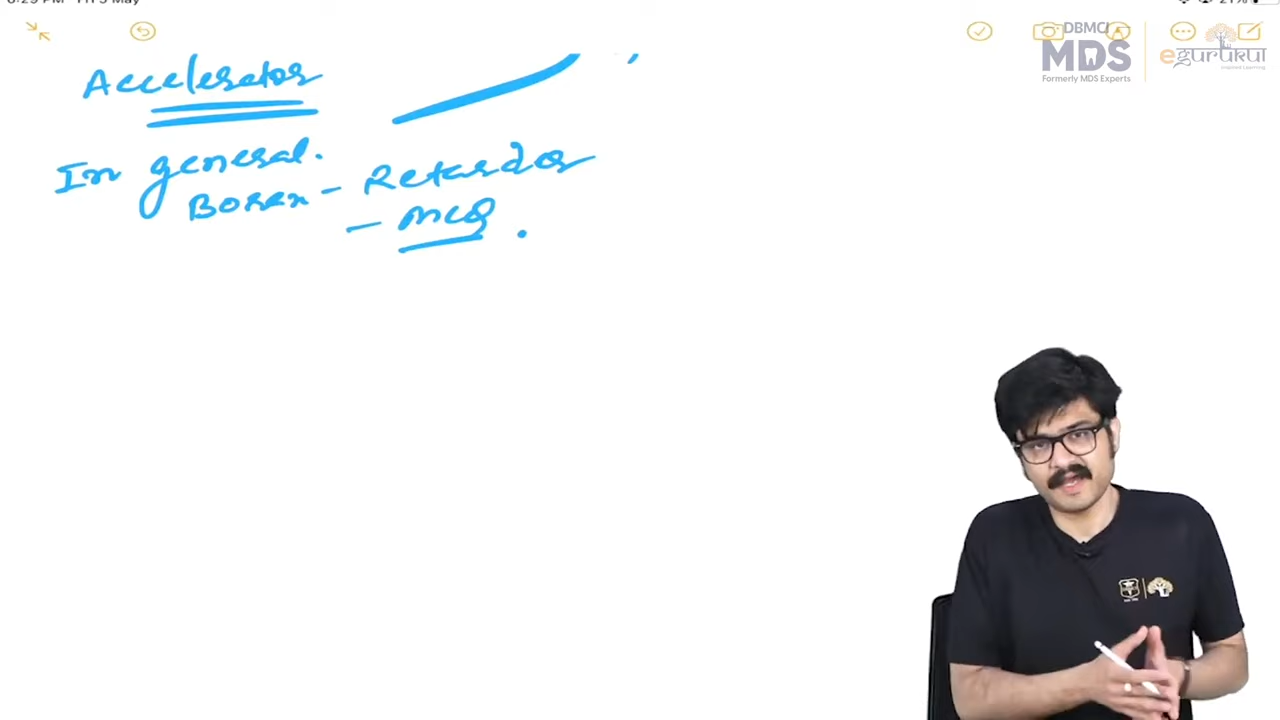 DBMCI
MDS
Formerly MDS Experts
egurukul
Accelerator
In general.
Borax - Retarder
- MCQ .